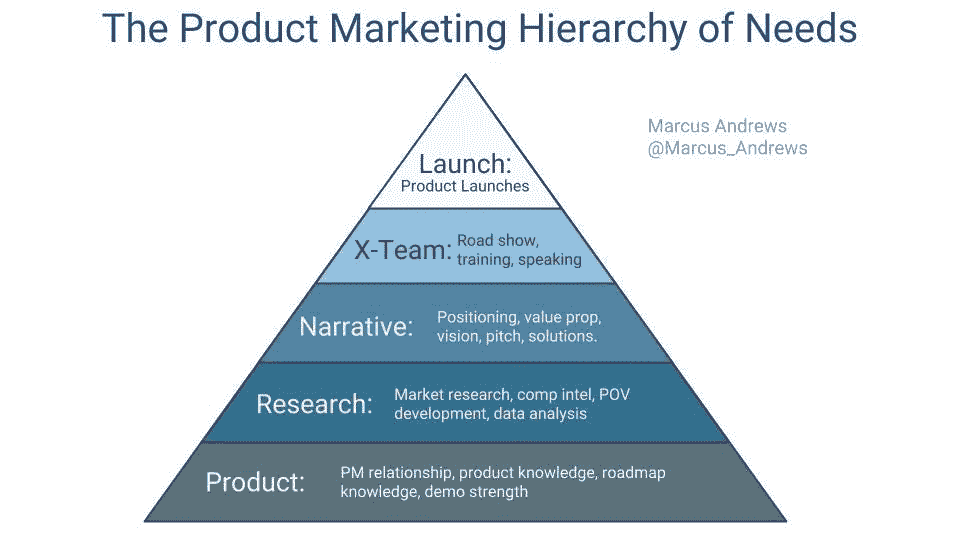 The Product Marketing Hierarchy of Needs
Marcus Andrews
@Marcus_Andrews
Launch:
Product Launches
X-Team: Road show,
training, speaking
Narrative: Positioning, value prop,
vision, pitch, solutions.
Research: Market research, comp intel, POV
development, data analysis
Product: PM relationship, product knowledge, roadmap
knowledge, demo strength